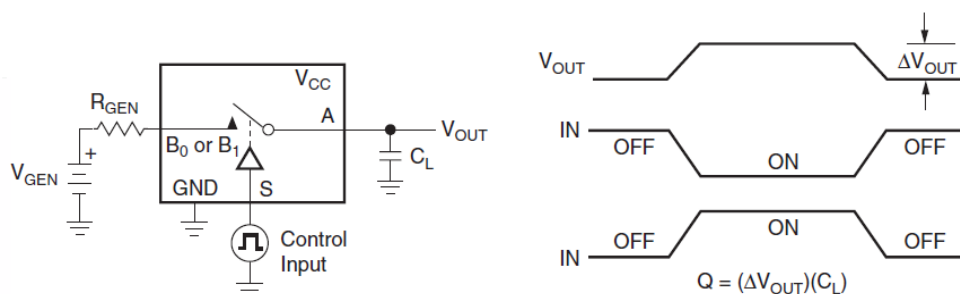 V_CC
R_GEN
A
V_OUT
B_0 or B_1
C_L
V_GEN
+
GND
S
Control
Input
V_OUT
ΔV_OUT
IN
OFF
ON
OFF
IN
OFF
ON
OFF
Q = (ΔV_OUT)(C_L)